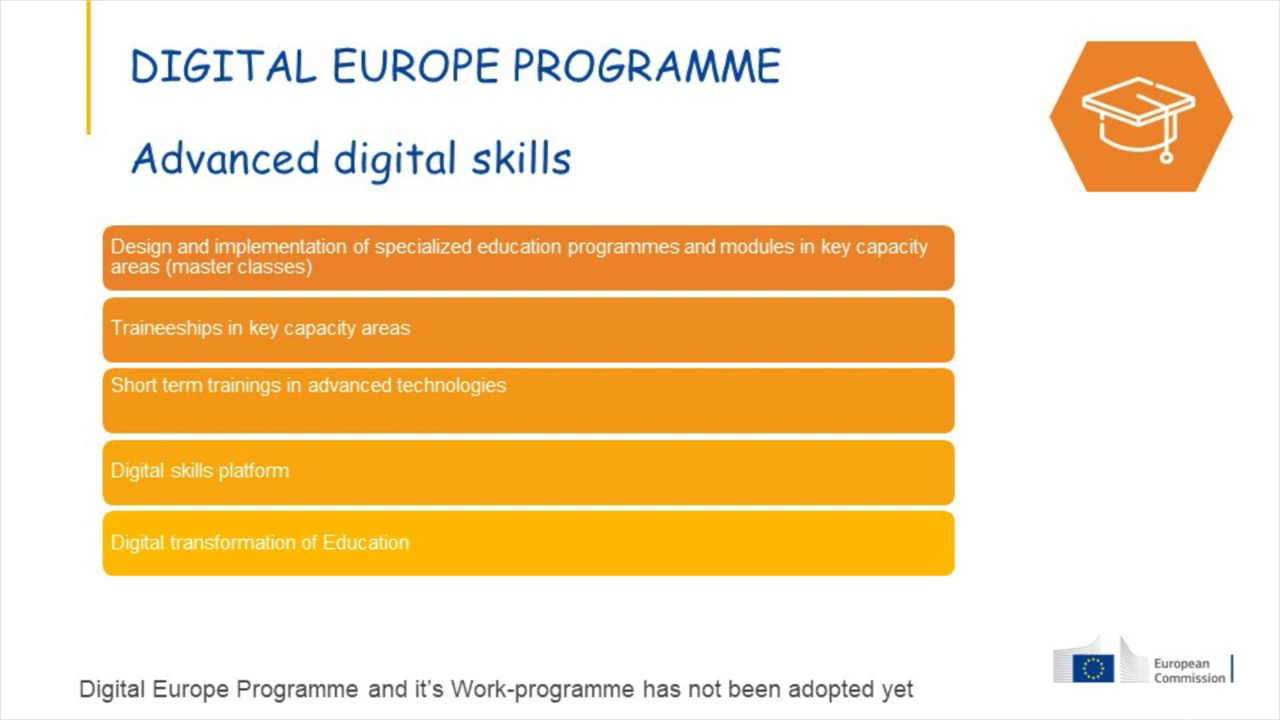 DIGITAL EUROPE PROGRAMME
Advanced digital skills
Design and implementation of specialized education programmes and modules in key capacity
areas (master classes)
Traineeships in key capacity areas
Short term trainings in advanced technologies
Digital skills platform
Digital transformation of Education
European
Commission
Digital Europe Programme and it’s Work-programme has not been adopted yet